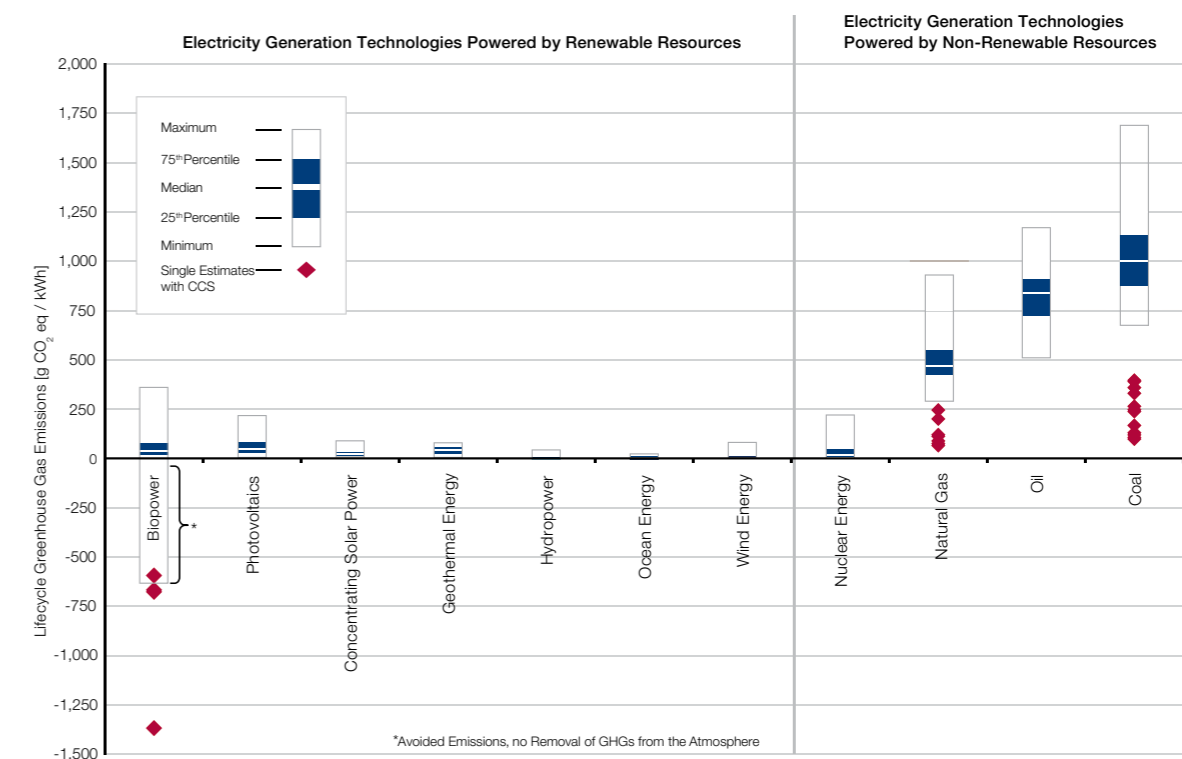 Electricity Generation Technologies Powered by Renewable Resources
Electricity Generation Technologies
Powered by Non-Renewable Resources
Lifecycle Greenhouse Gas Emissions [g CO2 eq / kWh]
2,000
1,750
1,500
1,250
1,000
750
500
250
0
-250
-500
-750
-1,000
-1,250
-1.500
Maximum
75th Percentile
Median
25th Percentile
Minimum
Single Estimates
with CCS
Biopower
*
Photovoltaics
Concentrating Solar Power
Geothermal Energy
Hydropower
Ocean Energy
Wind Energy
Nuclear Energy
Natural Gas
Oil
Coal
*Avoided Emissions, no Removal of GHGs from the Atmosphere